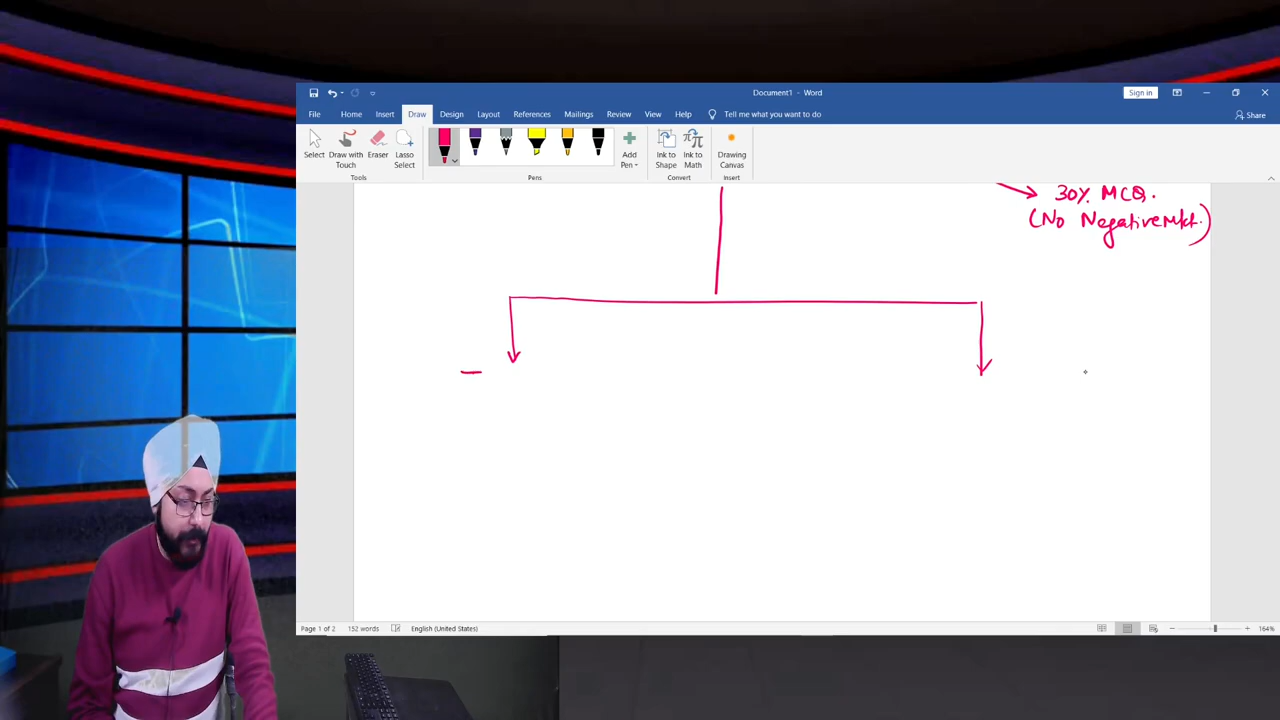 Document1 - Word
Sign in
File Home Insert Draw Design Layout References Mailings Review View Help Tell me what you want to do
Share
Select
Draw with Touch
Eraser
Lasso Select
Add Pen
Ink to Shape
Ink to Math
Drawing Canvas
Tools
Pens
Convert
Insert
30% MCQ.
(No Negative Mkt.)
Page 1 of 2 152 words English (United States)
164%